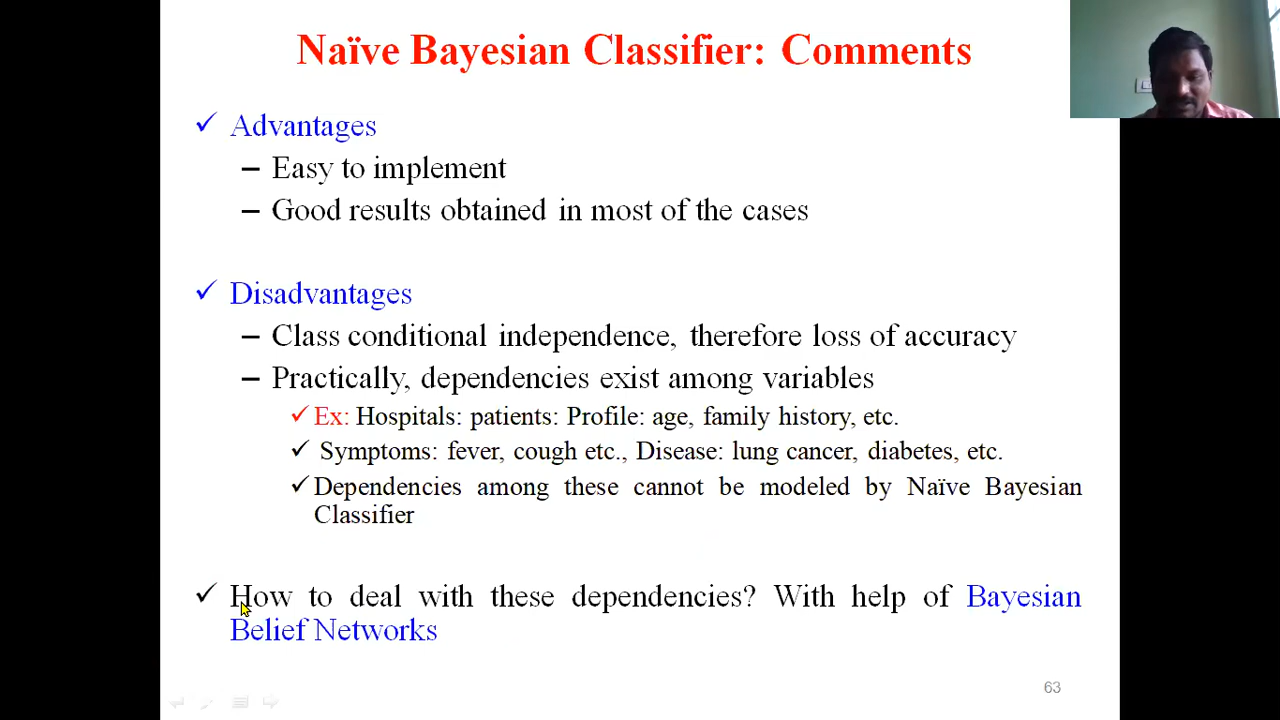 Naïve Bayesian Classifier: Comments
✓ Advantages
– Easy to implement
– Good results obtained in most of the cases
✓ Disadvantages
– Class conditional independence, therefore loss of accuracy
– Practically, dependencies exist among variables
✓ Ex: Hospitals: patients: Profile: age, family history, etc.
✓ Symptoms: fever, cough etc., Disease: lung cancer, diabetes, etc.
✓ Dependencies among these cannot be modeled by Naïve Bayesian
Classifier
✓ How to deal with these dependencies? With help of Bayesian
Belief Networks
63